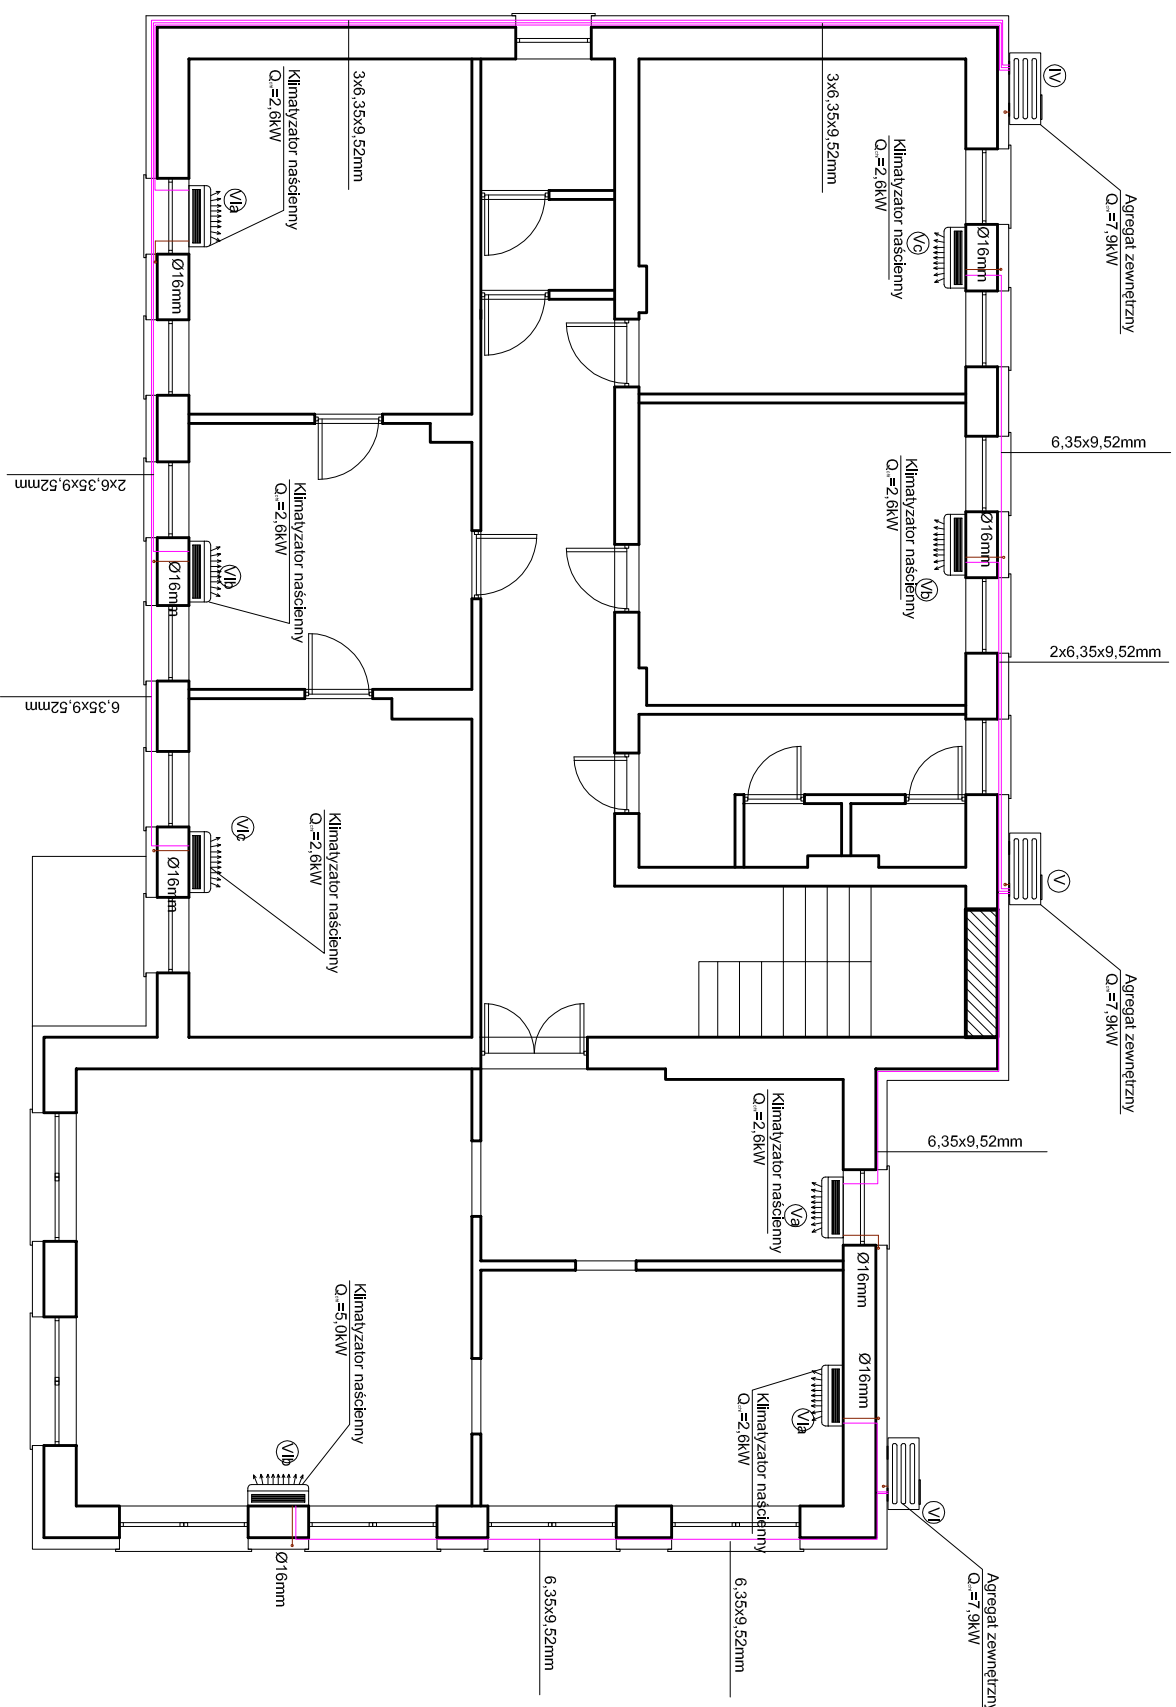 IV
Agregat zewnętrzny
Q =7,9kW
3x6,35x9,52mm
3x6,35x9,52mm
Klimatyzator naścienny
Q =2,6kW
VIa
Ø16mm
Klimatyzator naścienny
Q =2,6kW
Vc
Ø16mm
6,35x9,52mm
2x6,35x9,52mm
Klimatyzator naścienny
Q =2,6kW
VIb
Ø16mm
Klimatyzator naścienny
Q =2,6kW
Vb
Ø16mm
2x6,35x9,52mm
6,35x9,52mm
Klimatyzator naścienny
Q =2,6kW
VIc
Ø16mm
V
Agregat zewnętrzny
Q =7,9kW
Klimatyzator naścienny
Q =2,6kW
Va
6,35x9,52mm
Ø16mm
Klimatyzator naścienny
Q =5,0kW
VIb
Ø16mm
Klimatyzator naścienny
Q =2,6kW
VIa
Ø16mm
VI
Agregat zewnętrzny
Q =7,9kW
6,35x9,52mm
6,35x9,52mm